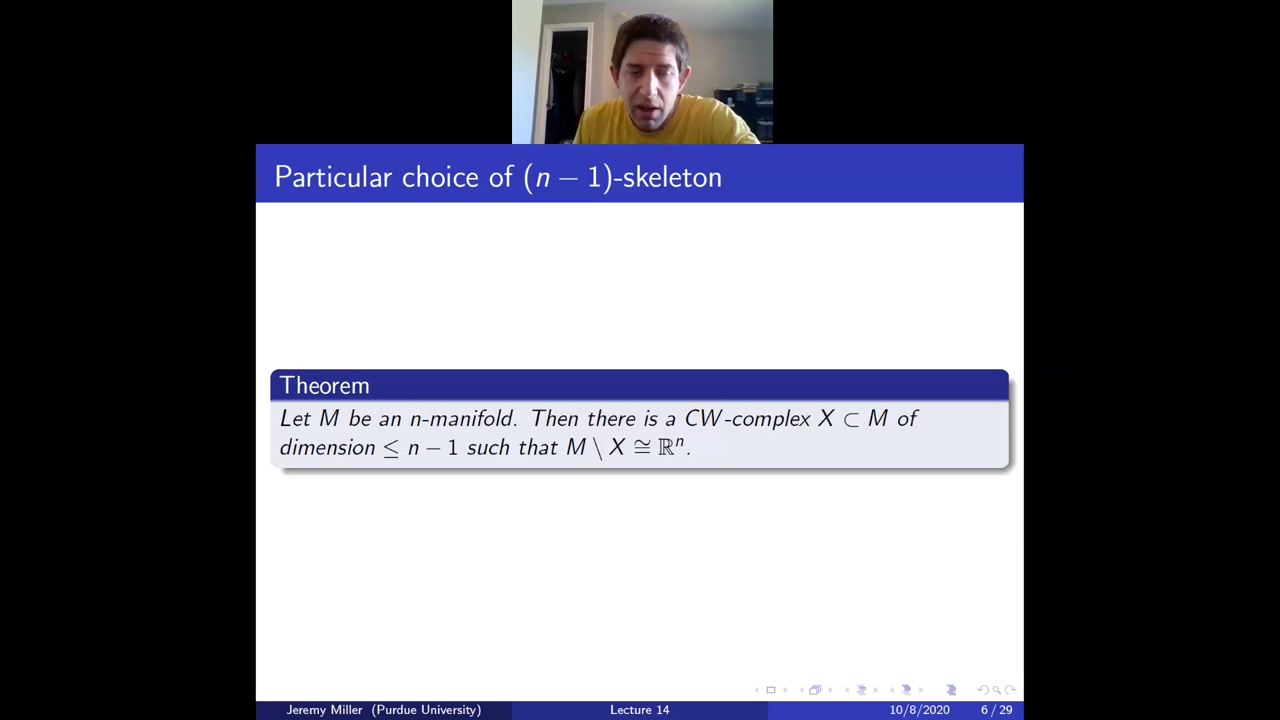 Particular choice of (n − 1)-skeleton
Theorem
Let M be an n-manifold. Then there is a CW-complex X ⊂ M of
dimension ≤ n − 1 such that M \ X ≅ ℝⁿ.
Jeremy Miller (Purdue University) Lecture 14 10/8/2020 6 / 29